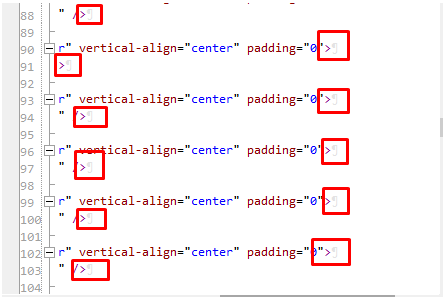 88 " />¶
89
90 r" vertical-align="center" padding="0">¶
91 >¶
92
93 r" vertical-align="center" padding="0">¶
94 " />¶
95
96 r" vertical-align="center" padding="0">¶
97 " />¶
98
99 r" vertical-align="center" padding="0">¶
100 " />¶
101
102 r" vertical-align="center" padding="0">¶
103 " />¶
104